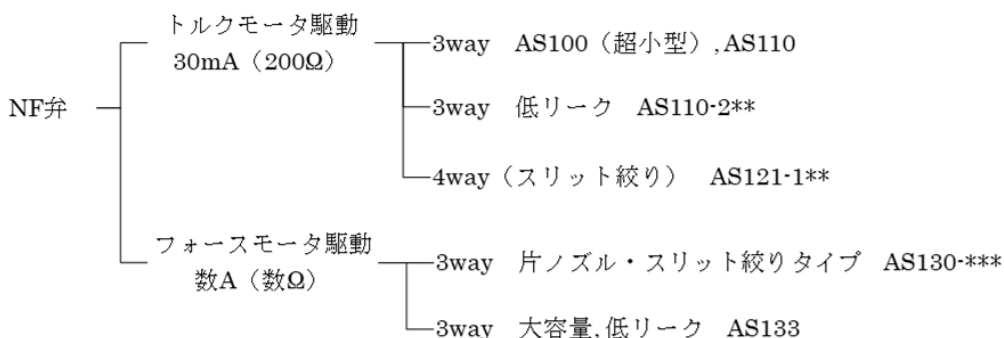 トルクモータ駆動
30mA（200Ω）
3way　AS100（超小型）,AS110
NF弁
3way　低リーク　AS110-2**
4way（スリット絞り）　AS121-1**
フォースモータ駆動
数A（数Ω）
3way　片ノズル・スリット絞りタイプ　AS130-***
3way　大容量,低リーク　AS133